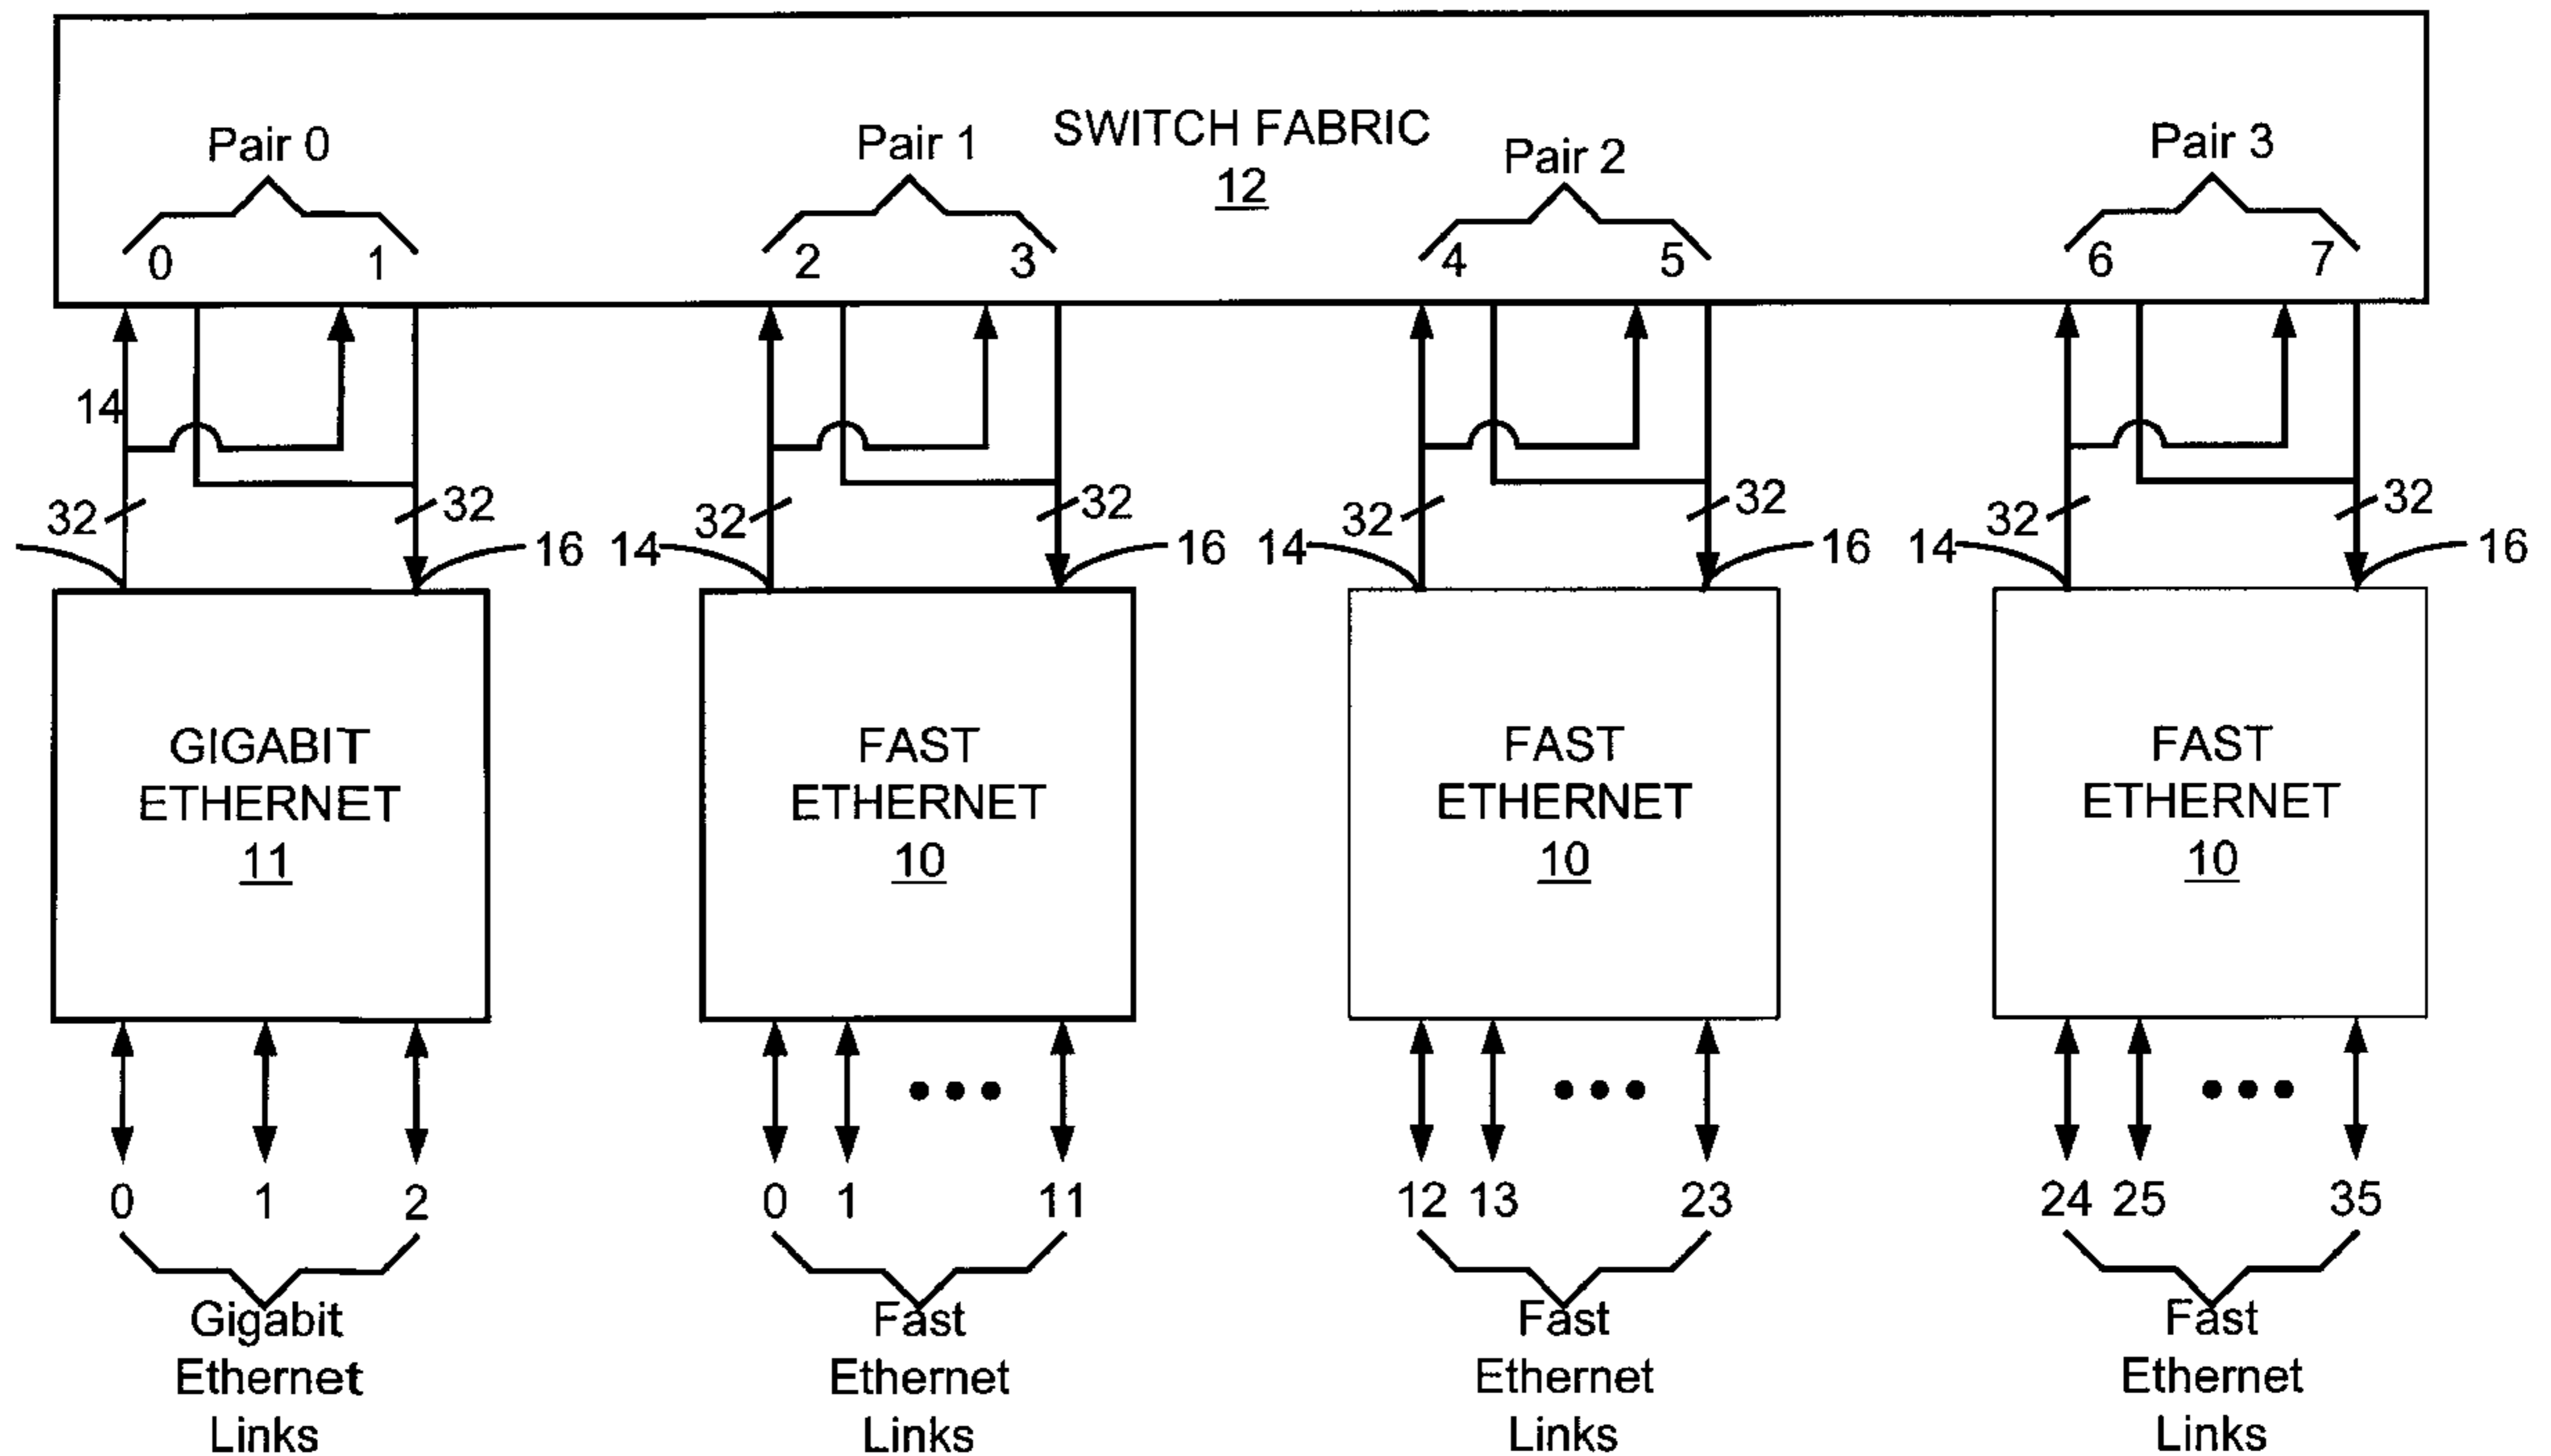 SWITCH FABRIC
12
Pair 0
Pair 1
Pair 2
Pair 3
0 1
2 3
4 5
6 7
14
32 32
32 32
32 32
32 32
16
14 16
14 16
14 16
GIGABIT
ETHERNET
11
FAST
ETHERNET
10
FAST
ETHERNET
10
FAST
ETHERNET
10
0 1 2
0 1 ••• 11
12 13 ••• 23
24 25 ••• 35
Gigabit
Ethernet
Links
Fast
Ethernet
Links
Fast
Ethernet
Links
Fast
Ethernet
Links